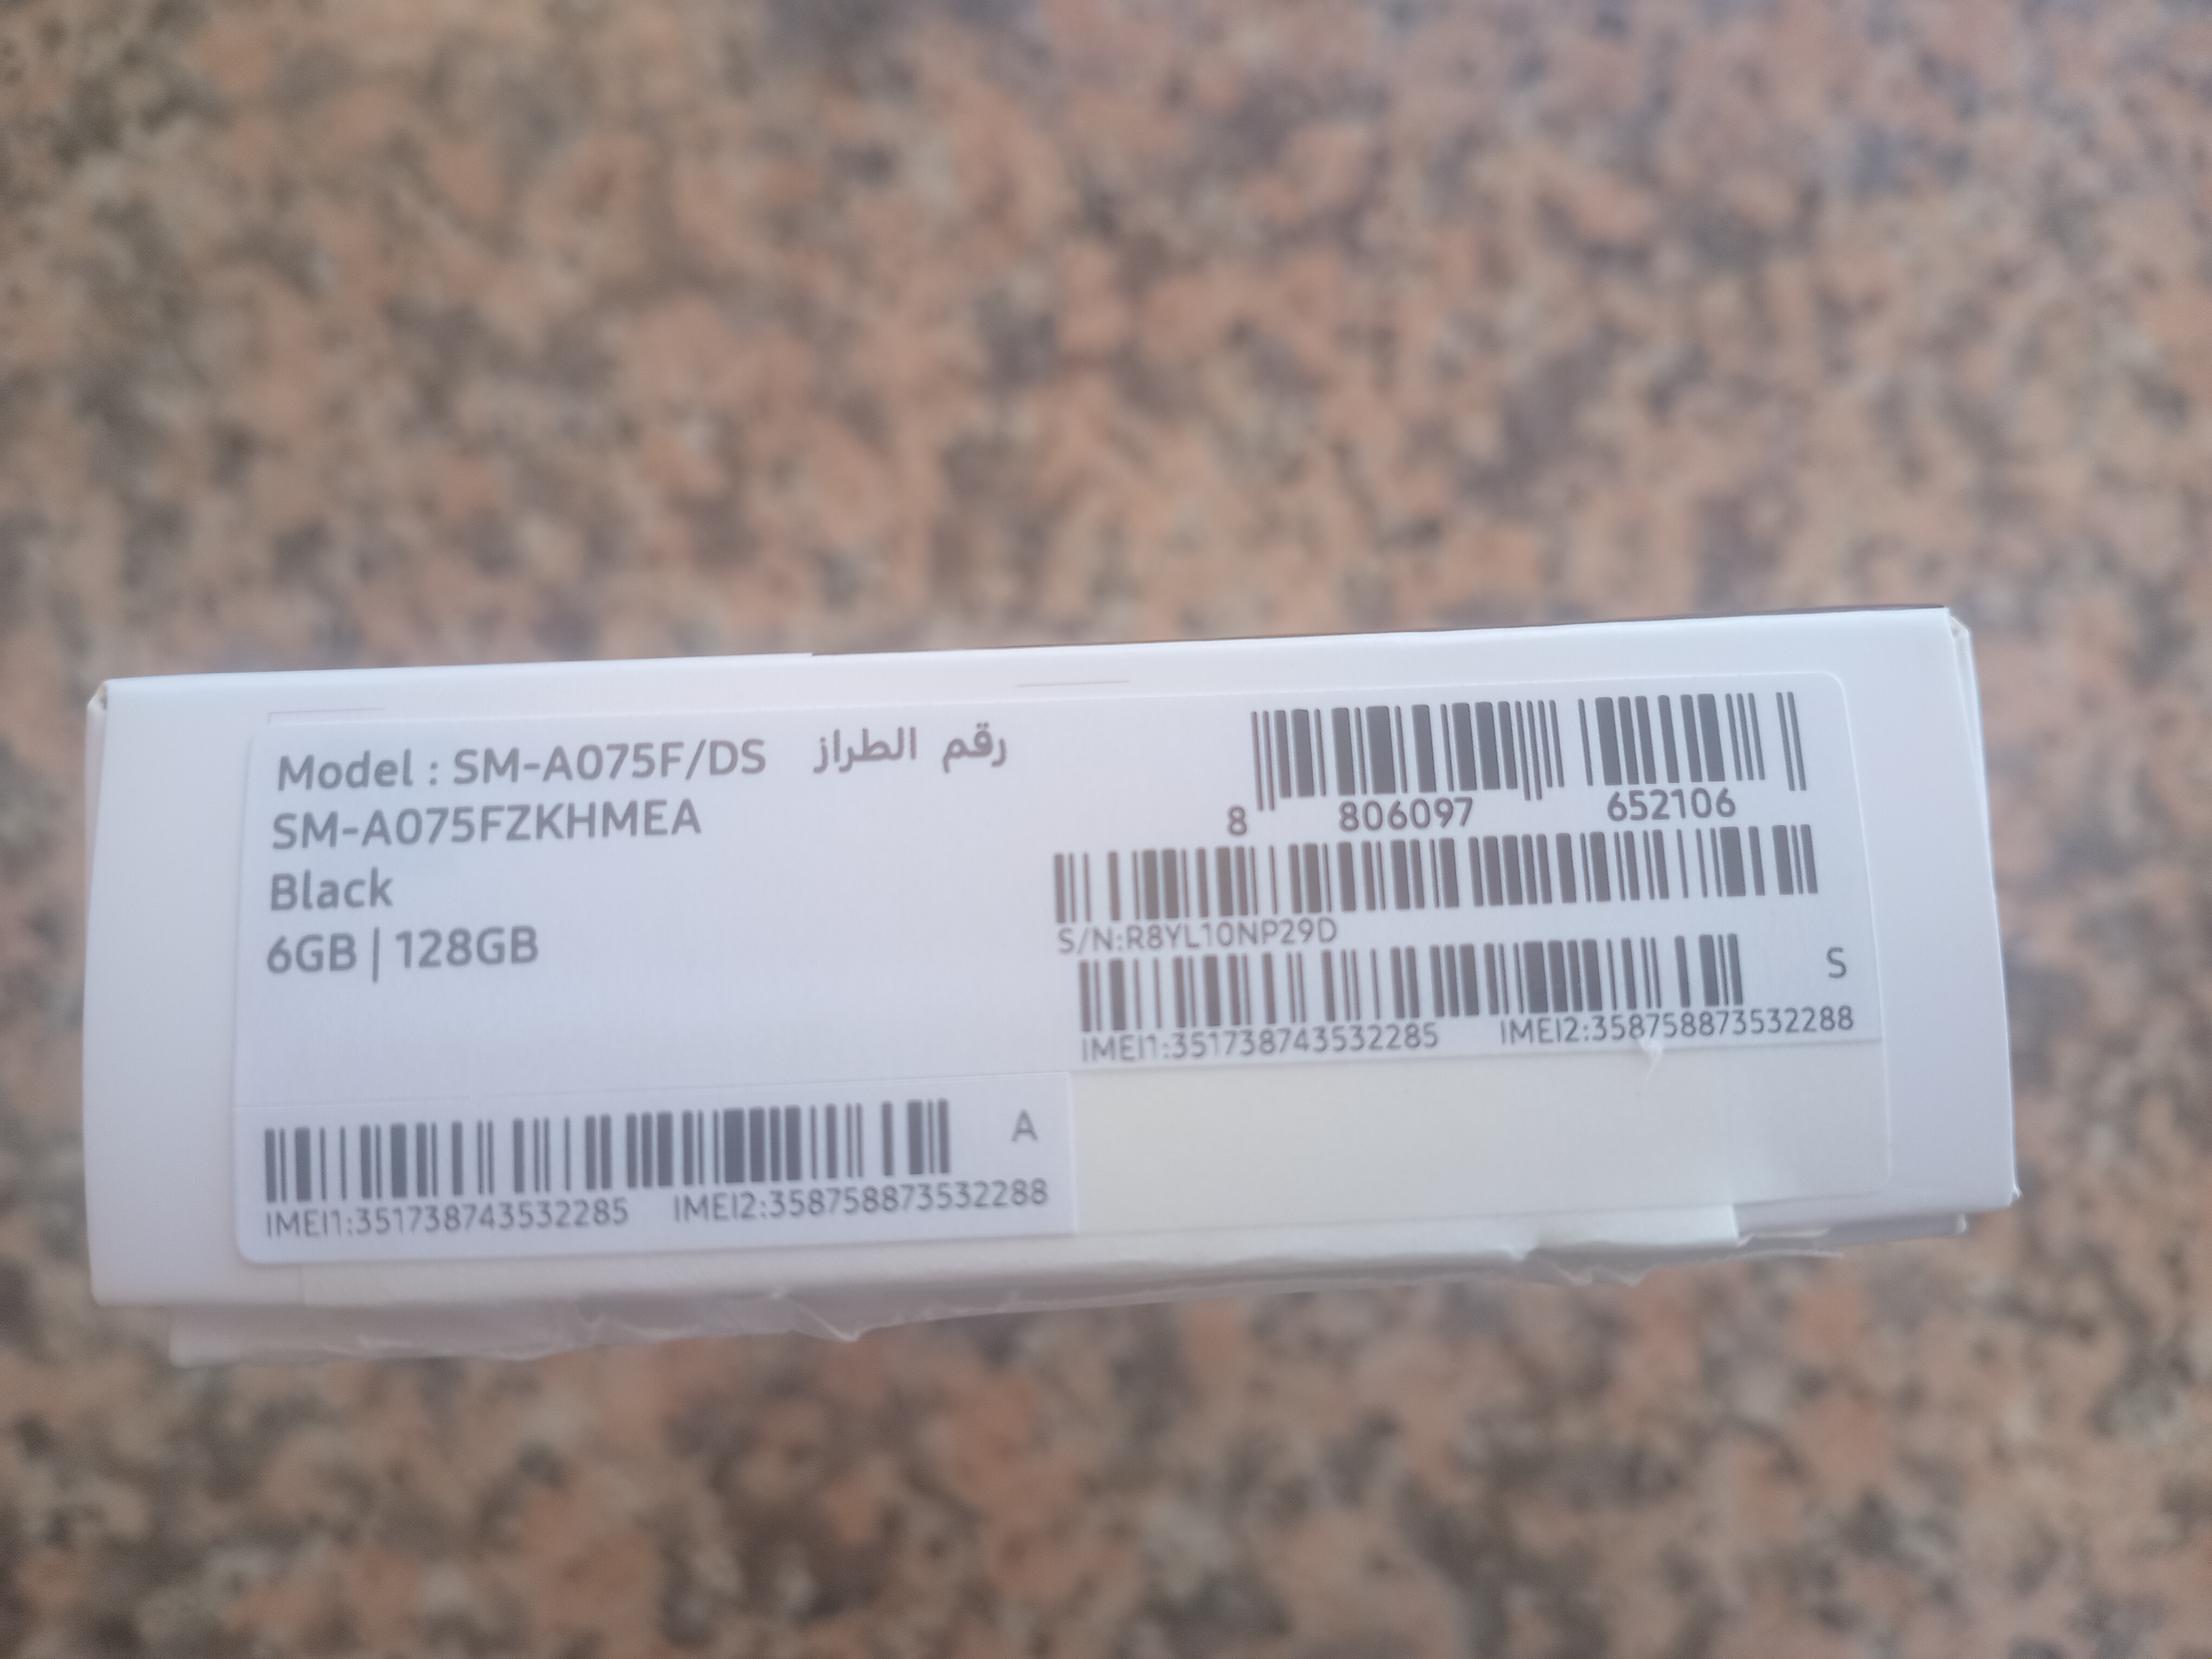 Model : SM-A075F/DS رقم الطراز
SM-A075FZKHMEA
Black
6GB | 128GB
8 806097 652106
S/N:R8YL10NP29D
S
IMEI1:351738743532285 IMEI2:358758873532288
A
IMEI1:351738743532285 IMEI2:358758873532288